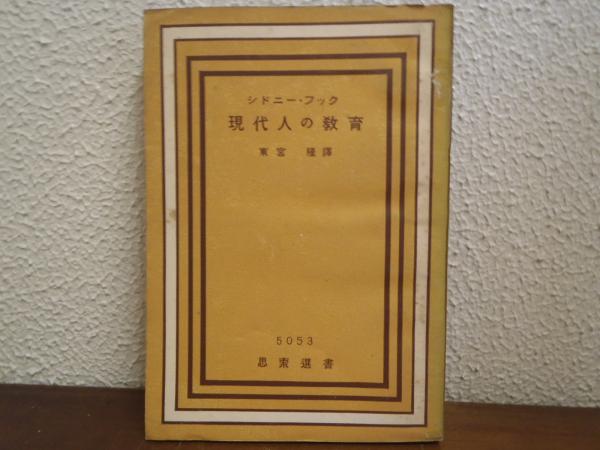 シドニー・フック
現代人の教育
東宮 隆譯
5053
思索選書